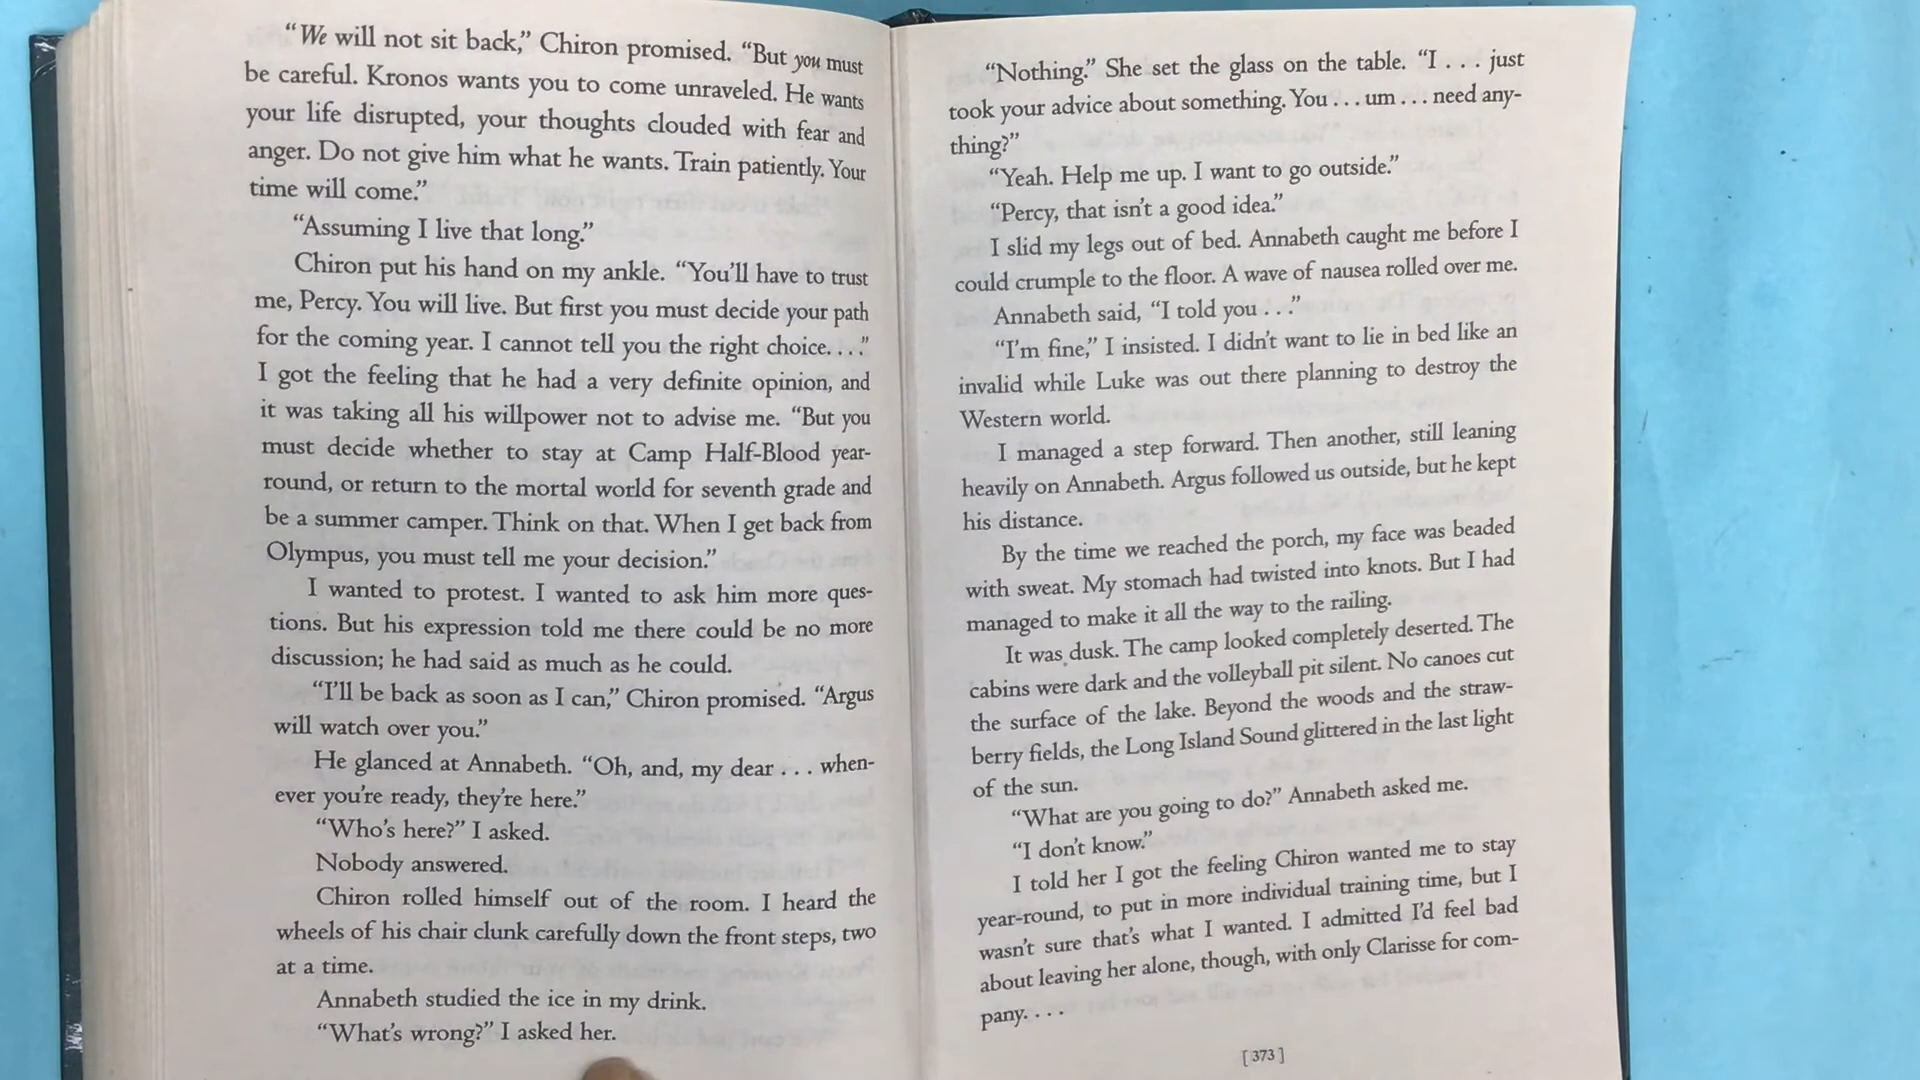 “We will not sit back,” Chiron promised. “But you must
be careful. Kronos wants you to come unraveled. He wants
your life disrupted, your thoughts clouded with fear and
anger. Do not give him what he wants. Train patiently. Your
time will come.”
“Assuming I live that long.”
Chiron put his hand on my ankle. “You’ll have to trust
me, Percy. You will live. But first you must decide your path
for the coming year. I cannot tell you the right choice. . . .”
I got the feeling that he had a very definite opinion, and
it was taking all his willpower not to advise me. “But you
must decide whether to stay at Camp Half-Blood year-
round, or return to the mortal world for seventh grade and
be a summer camper. Think on that. When I get back from
Olympus, you must tell me your decision.”
I wanted to protest. I wanted to ask him more ques-
tions. But his expression told me there could be no more
discussion; he had said as much as he could.
“I’ll be back as soon as I can,” Chiron promised. “Argus
will watch over you.”
He glanced at Annabeth. “Oh, and, my dear . . . when-
ever you’re ready, they’re here.”
“Who’s here?” I asked.
Nobody answered.
Chiron rolled himself out of the room. I heard the
wheels of his chair clunk carefully down the front steps, two
at a time.
Annabeth studied the ice in my drink.
“What’s wrong?” I asked her.
“Nothing.” She set the glass on the table. “I . . . just
took your advice about something. You . . . um . . . need any-
thing?”
“Yeah. Help me up. I want to go outside.”
“Percy, that isn’t a good idea.”
I slid my legs out of bed. Annabeth caught me before I
could crumple to the floor. A wave of nausea rolled over me.
Annabeth said, “I told you . . .”
“I’m fine,” I insisted. I didn’t want to lie in bed like an
invalid while Luke was out there planning to destroy the
Western world.
I managed a step forward. Then another, still leaning
heavily on Annabeth. Argus followed us outside, but he kept
his distance.
By the time we reached the porch, my face was beaded
with sweat. My stomach had twisted into knots. But I had
managed to make it all the way to the railing.
It was dusk. The camp looked completely deserted. The
cabins were dark and the volleyball pit silent. No canoes cut
the surface of the lake. Beyond the woods and the straw-
berry fields, the Long Island Sound glittered in the last light
of the sun.
“What are you going to do?” Annabeth asked me.
“I don’t know.”
I told her I got the feeling Chiron wanted me to stay
year-round, to put in more individual training time, but I
wasn’t sure that’s what I wanted. I admitted I’d feel bad
about leaving her alone, though, with only Clarisse for com-
pany. . . .
[ 373 ]